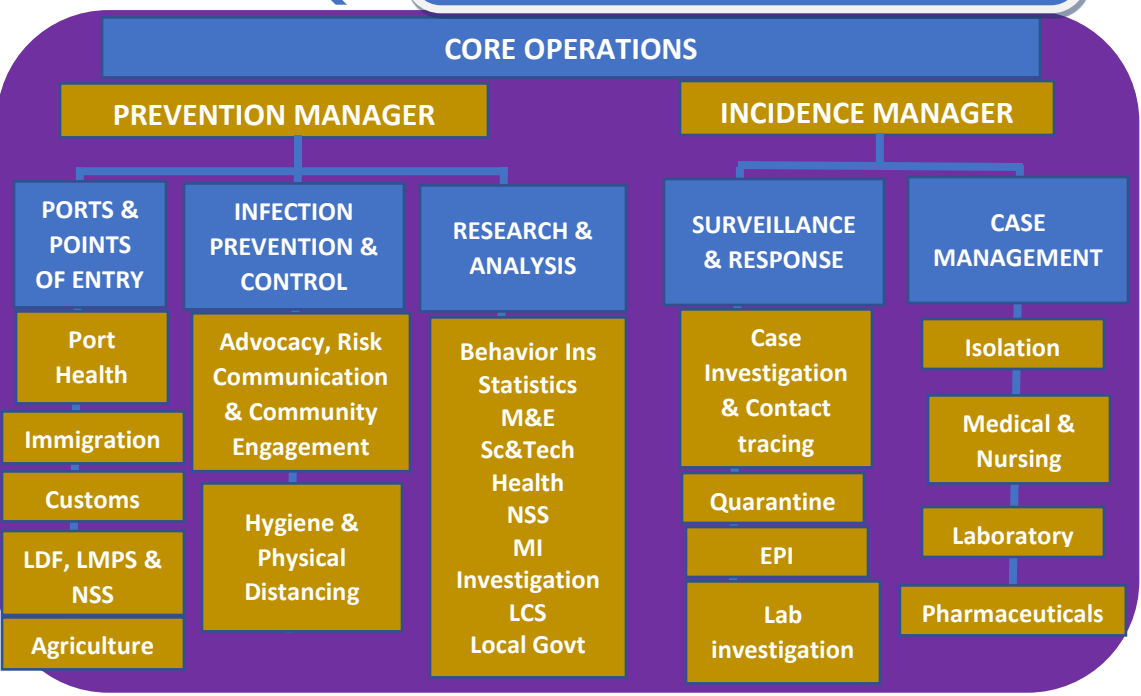 CORE OPERATIONS
PREVENTION MANAGER
INCIDENCE MANAGER
PORTS &
POINTS
OF ENTRY
INFECTION
PREVENTION &
CONTROL
RESEARCH &
ANALYSIS
SURVEILLANCE
& RESPONSE
CASE
MANAGEMENT
Port
Health
Immigration
Customs
LDF, LMPS &
NSS
Agriculture
Advocacy, Risk
Communication
& Community
Engagement
Hygiene &
Physical
Distancing
Behavior Ins
Statistics
M&E
Sc&Tech
Health
NSS
MI
Investigation
LCS
Local Govt
Case
Investigation
& Contact
tracing
Quarantine
EPI
Lab
investigation
Isolation
Medical &
Nursing
Laboratory
Pharmaceuticals